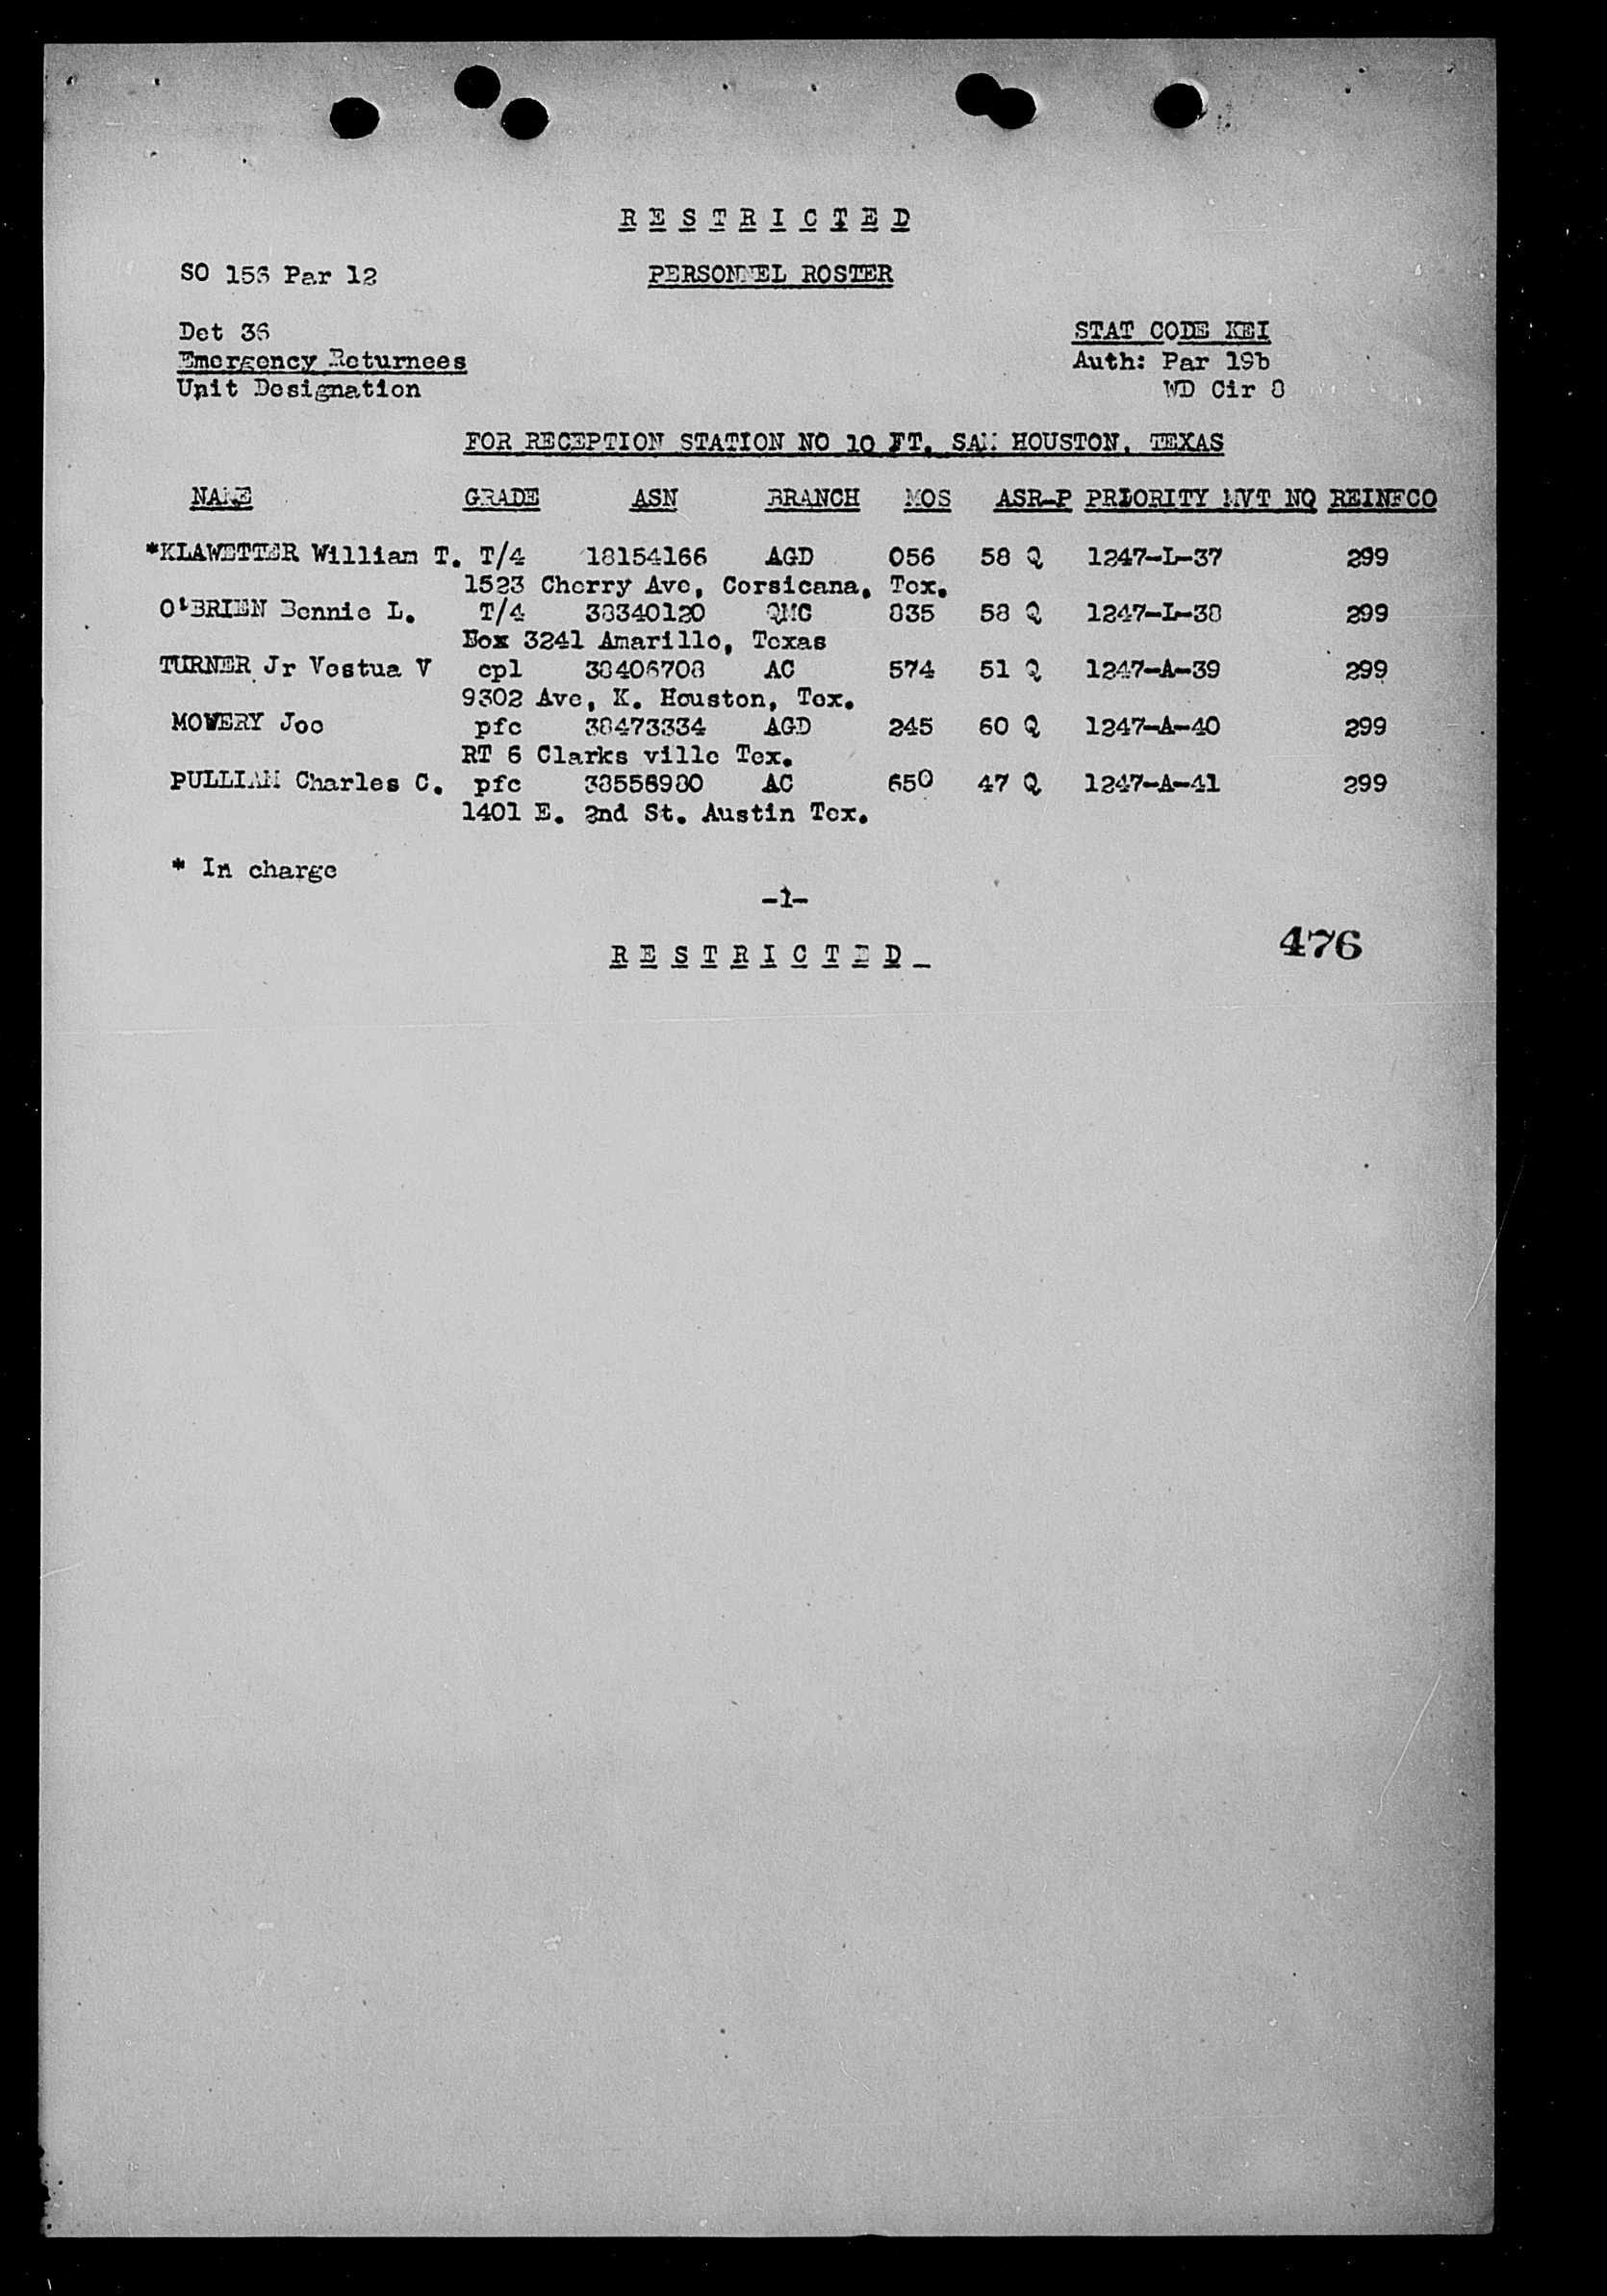 R E S T R I C T E D
SO 156 Par 12
PERSONNEL ROSTER
Det 36
STAT CODE KEI
Emergency Returnees
Auth: Par 19b
Unit Designation
WD Cir 8
FOR RECEPTION STATION NO 10 FT. SAM HOUSTON, TEXAS
NAME GRADE ASN BRANCH MOS ASR-P PRIORITY MVT NO REINFCO
*KLAWETTER William T. T/4 18154166 AGD 056 58 Q 1247-L-37 299
1523 Cherry Ave, Corsicana, Tex.
O'BRIEN Bennie L. T/4 38340120 QMC 835 58 Q 1247-L-38 299
Box 3241 Amarillo, Texas
TURNER Jr Vestua V cpl 38406708 AC 574 51 Q 1247-A-39 299
9302 Ave, K. Houston, Tex.
MOWERY Joe pfc 38473334 AGD 245 60 Q 1247-A-40 299
RT 6 Clarks ville Tex.
PULLIAM Charles C. pfc 38556980 AC 650 47 Q 1247-A-41 299
1401 E. 2nd St. Austin Tex.
* In charge
-1-
R E S T R I C T E D _
476